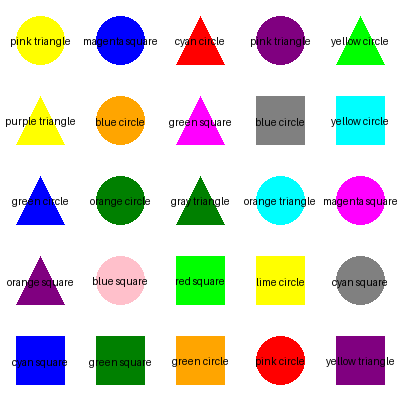 pink triangle magenta square cyan circle pink triangle yellow circle
purple triangle blue circle green square blue circle yellow circle
green circle orange circle gray triangle orange triangle magenta square
orange square blue square red square lime circle cyan square
cyan square green square green circle pink circle yellow triangle